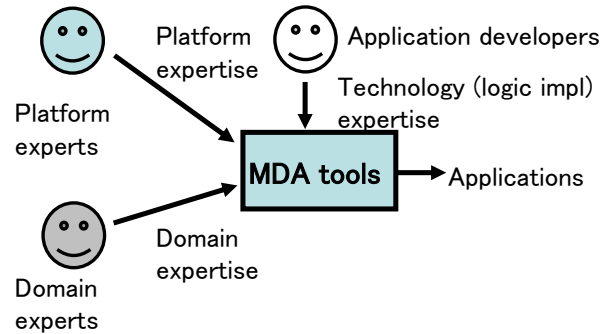 Platform
expertise
Application developers
Technology (logic impl)
expertise
Platform
experts
MDA tools
Applications
Domain
expertise
Domain
experts